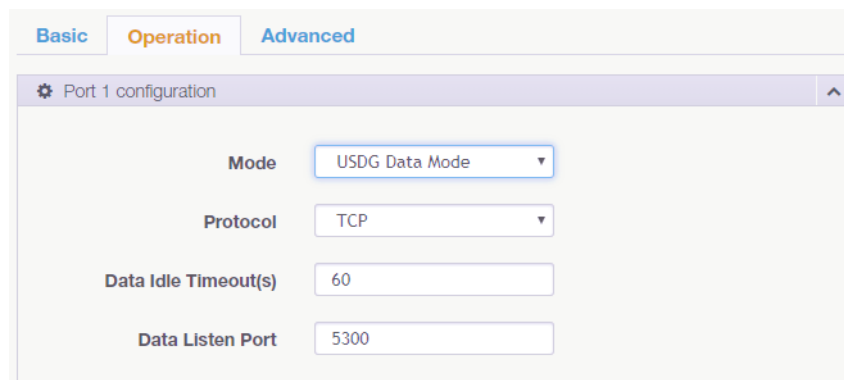 Basic Operation Advanced
Port 1 configuration
Mode USDG Data Mode
Protocol TCP
Data Idle Timeout(s) 60
Data Listen Port 5300